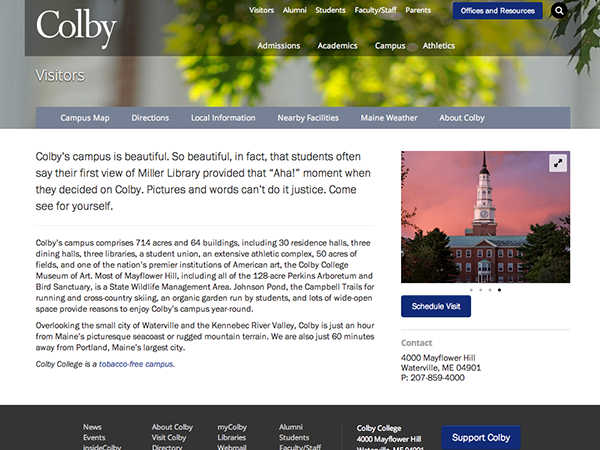 Colby
Visitors Alumni Students Faculty/Staff Parents Offices and Resources
Admissions Academics Campus Athletics
Visitors
Campus Map Directions Local Information Nearby Facilities Maine Weather About Colby
Colby's campus is beautiful. So beautiful, in fact, that students often
say their first view of Miller Library provided that "Aha!" moment when
they decided on Colby. Pictures and words can't do it justice. Come
see for yourself.
Colby's campus comprises 714 acres and 64 buildings, including 30 residence halls, three
dining halls, three libraries, a student union, an extensive athletic complex, 50 acres of
fields, and one of the nation's premier institutions of American art, the Colby College
Museum of Art. Most of Mayflower Hill, including all of the 128-acre Perkins Arboretum and
Bird Sanctuary, is a State Wildlife Management Area. Johnson Pond, the Campbell Trails for
running and cross-country skiing, an organic garden run by students, and lots of wide-open
space provide reasons to enjoy Colby's campus year-round.
Overlooking the small city of Waterville and the Kennebec River Valley, Colby is just an hour
from Maine's picturesque seacoast or rugged mountain terrain. We are also just 60 minutes
away from Portland, Maine's largest city.
Colby College is a tobacco-free campus.
Schedule Visit
Contact
4000 Mayflower Hill
Waterville, ME 04901
P: 207-859-4000
News About Colby myColby Alumni Colby College
Events Visit Colby Libraries Students 4000 Mayflower Hill
insideColby Directory Webmail Faculty/Staff Waterville, ME 04901
Support Colby